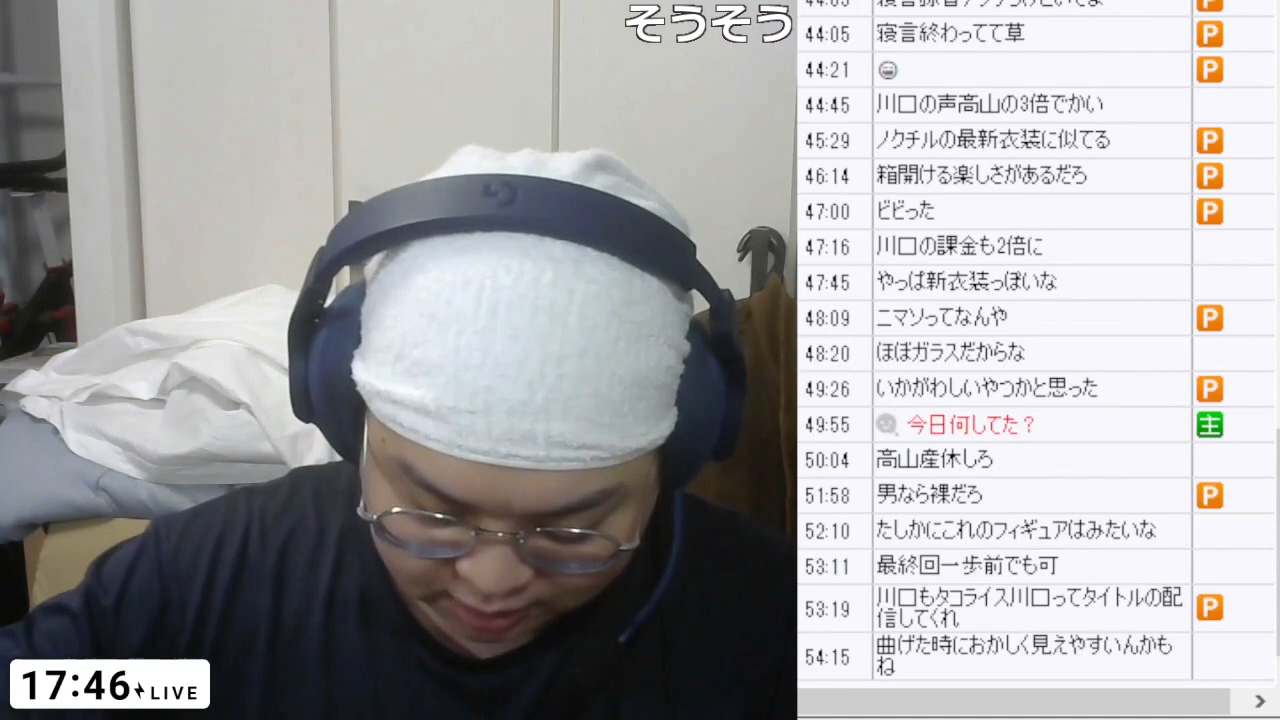 そうそう
44:05 寝言終わってて草 P
44:21 P
44:45 川口の声高山の3倍でかい
45:29 ノクチルの最新衣装に似てる P
46:14 箱開ける楽しさがあるだろ P
47:00 ビビった P
47:16 川口の課金も2倍に
47:45 やっぱ新衣装っぽいな
48:09 ニマソってなんや P
48:20 ほぼガラスだからな
49:26 いかがわしいやつかと思った P
49:55 今日何してた？ 主
50:04 高山産休しろ
51:58 男なら裸だろ P
52:10 たしかにこれのフィギュアはみたいな
53:11 最終回一歩前でも可
53:19 川口もタコライス川口ってタイトルの配
信してくれ P
54:15 曲げた時におかしく見えやすいんかも
ね
17:46 LIVE